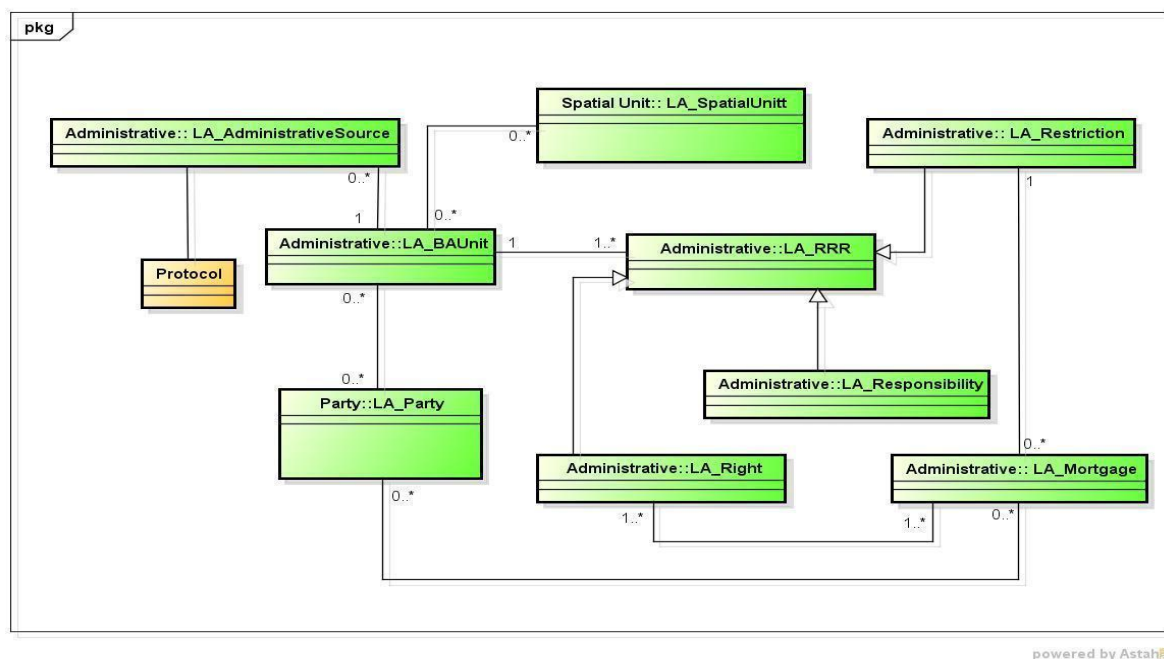 pkg
Spatial Unit:: LA_SpatialUnitt
Administrative:: LA_AdministrativeSource
Administrative:: LA_Restriction
0..*
0..*
1
1
0..*
Administrative::LA_BAUnit
1
1..*
Administrative::LA_RRR
Protocol
0..*
0..*
Administrative::LA_Responsibility
Party::LA_Party
0..*
Administrative::LA_Right
Administrative:: LA_Mortgage
0..*
1..*
1..*
0..*
powered by Astah